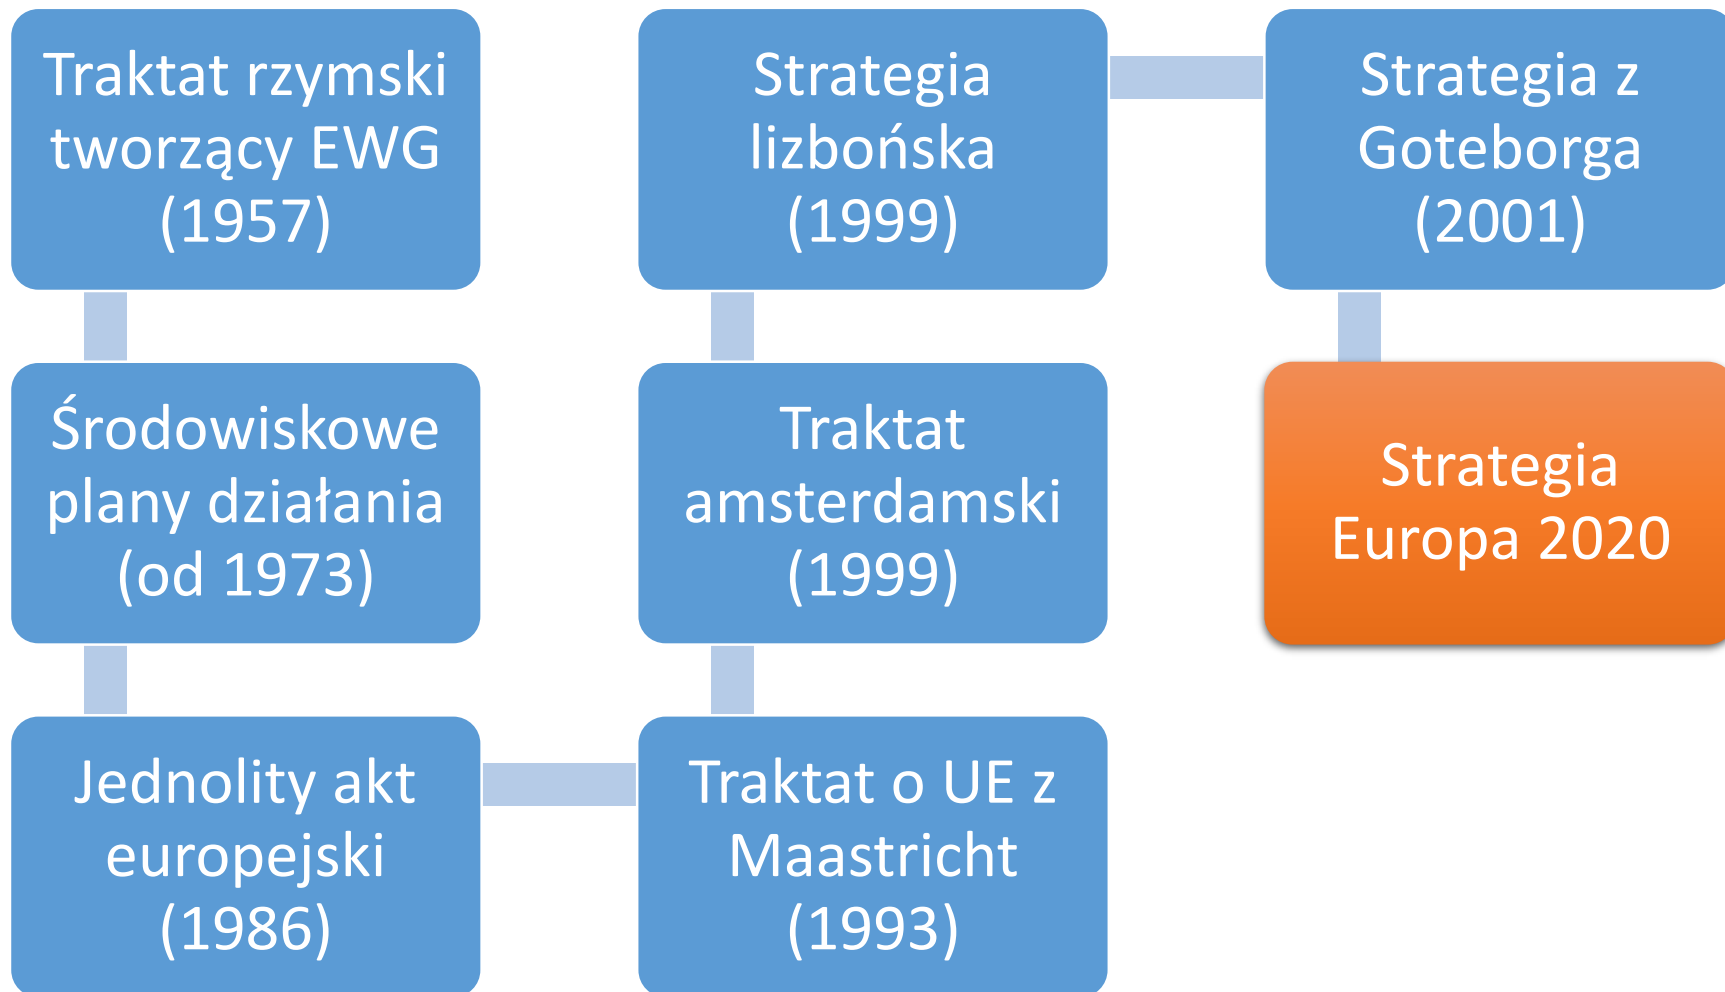 Traktat rzymski
tworzący EWG
(1957)
Środowiskowe
plany działania
(od 1973)
Jednolity akt
europejski
(1986)
Traktat o UE z
Maastricht
(1993)
Traktat
amsterdamski
(1999)
Strategia
lizbońska
(1999)
Strategia z
Goteborga
(2001)
Strategia
Europa 2020